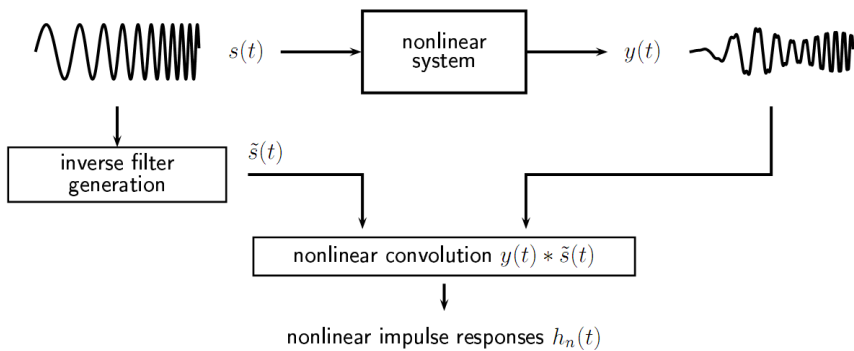 s(t)
nonlinear
system
y(t)
inverse filter
generation
s̃(t)
nonlinear convolution y(t) ∗ s̃(t)
nonlinear impulse responses hₙ(t)